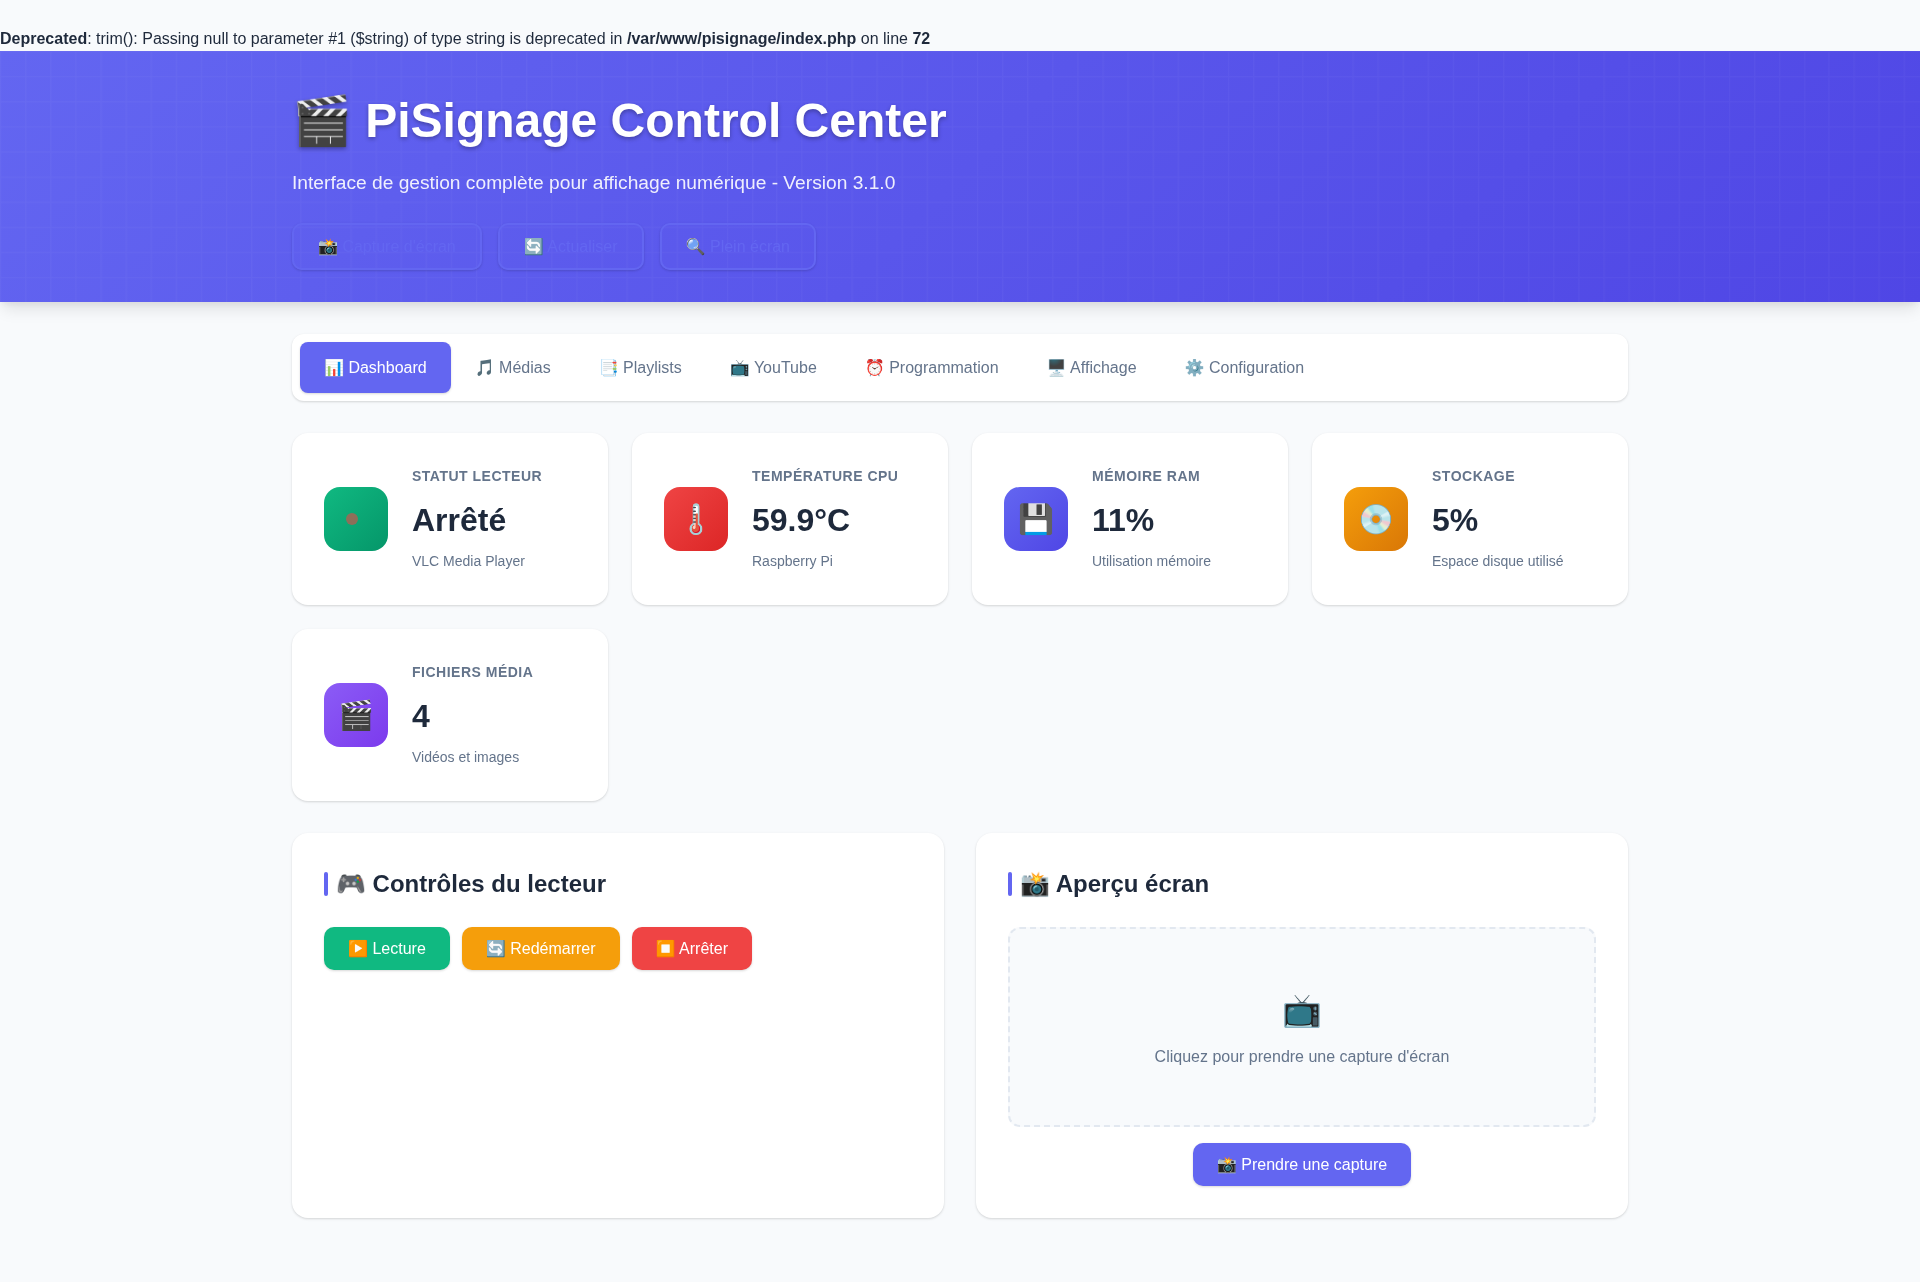 Deprecated: trim(): Passing null to parameter #1 ($string) of type string is deprecated in /var/www/pisignage/index.php on line 72
🎬 PiSignage Control Center
Interface de gestion complète pour affichage numérique - Version 3.1.0
📸 Capture d'écran 🔄 Actualiser 🔍 Plein écran
📊 Dashboard 🎵 Médias 📑 Playlists 📺 YouTube ⏰ Programmation 🖥️ Affichage ⚙️ Configuration
STATUT LECTEUR
Arrêté
VLC Media Player
TEMPÉRATURE CPU
59.9°C
Raspberry Pi
MÉMOIRE RAM
11%
Utilisation mémoire
STOCKAGE
5%
Espace disque utilisé
FICHIERS MÉDIA
4
Vidéos et images
🎮 Contrôles du lecteur
▶️ Lecture 🔄 Redémarrer ⏹️ Arrêter
📸 Aperçu écran
Cliquez pour prendre une capture d'écran
📸 Prendre une capture